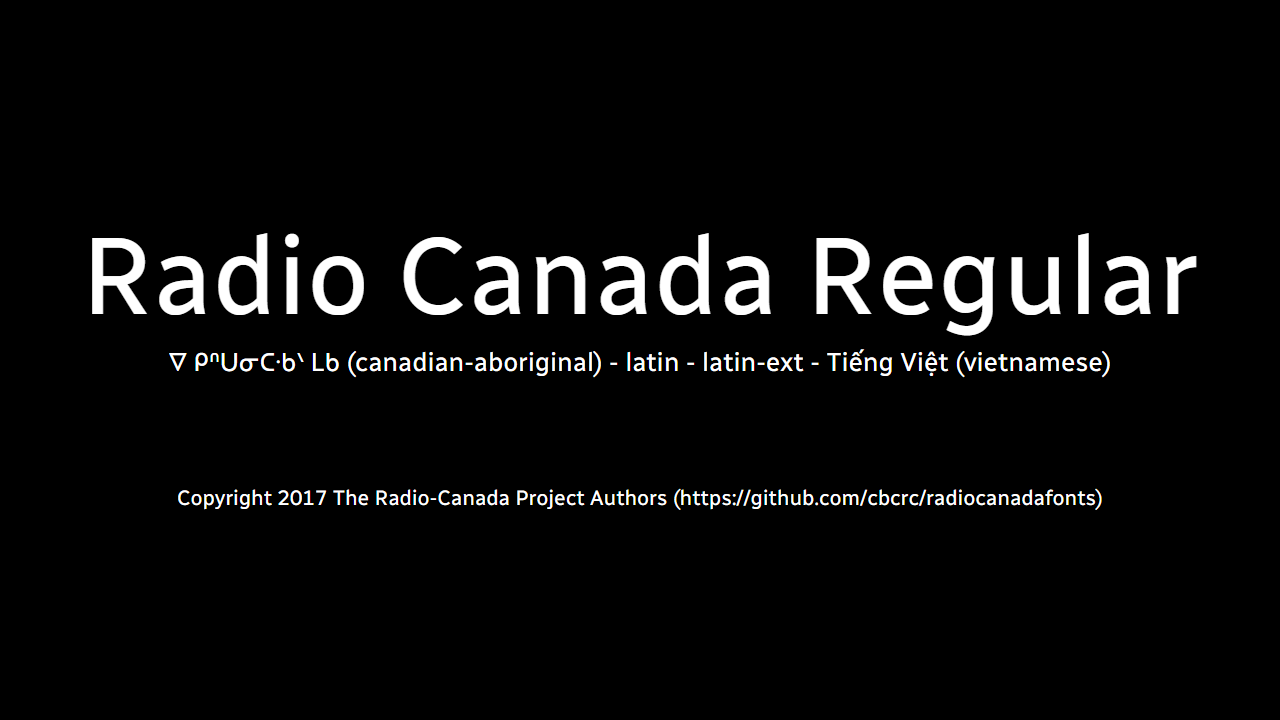 Radio Canada Regular
ᐁ ᑭᐢᑌᓂᑕᐧᑲᐠ ᒪᑲ (canadian-aboriginal) - latin - latin-ext - Tiếng Việt (vietnamese)
Copyright 2017 The Radio-Canada Project Authors (https://github.com/cbcrc/radiocanadafonts)